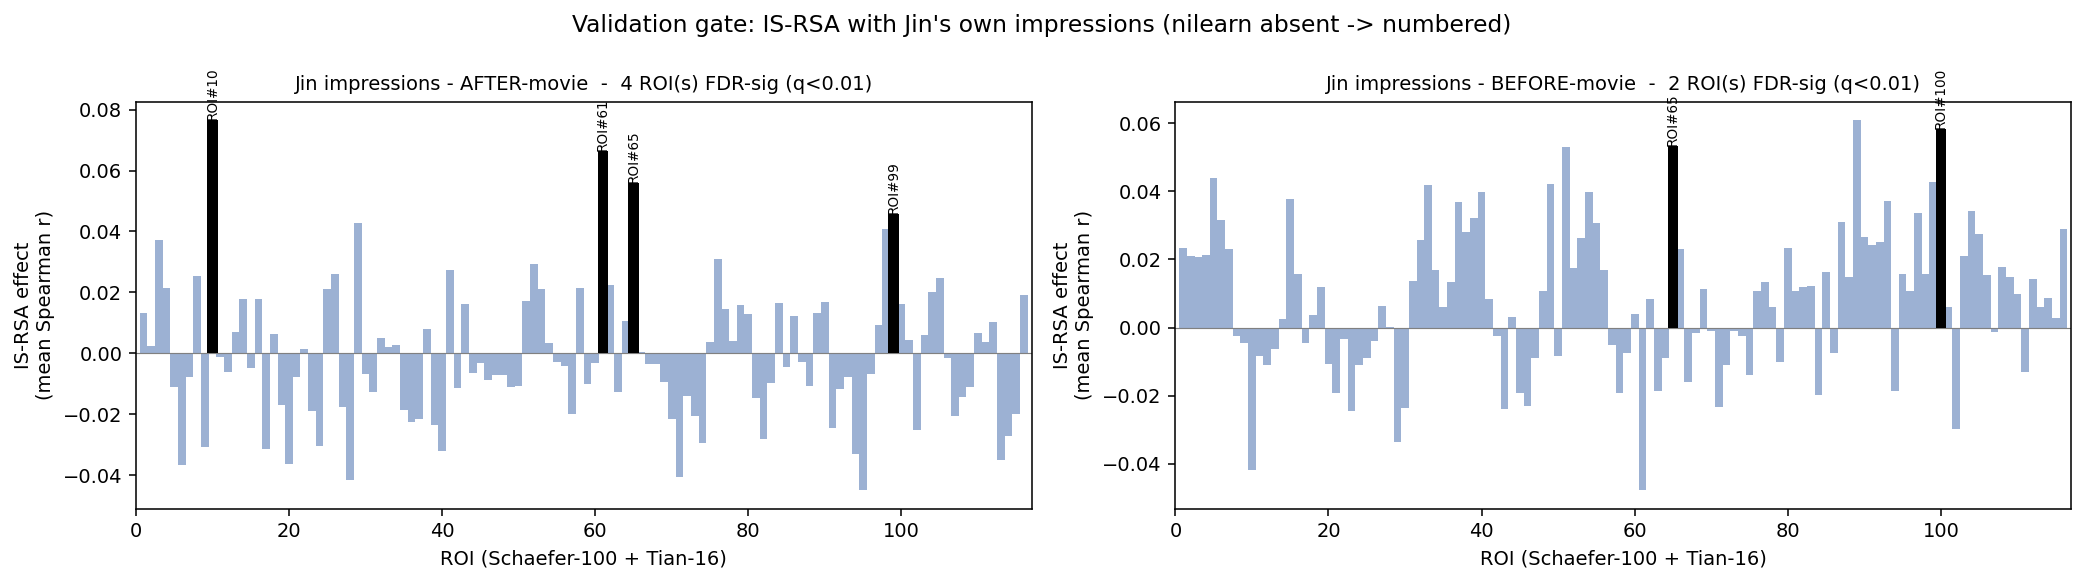 Validation gate: IS-RSA with Jin's own impressions (nilearn absent -> numbered)
Jin impressions - AFTER-movie  -  4 ROI(s) FDR-sig (q<0.01)
IS-RSA effect
(mean Spearman r)
0.08
0.06
0.04
0.02
0.00
−0.02
−0.04
ROI#10
ROI#61
ROI#65
ROI#99
0 20 40 60 80 100
ROI (Schaefer-100 + Tian-16)
Jin impressions - BEFORE-movie  -  2 ROI(s) FDR-sig (q<0.01)
IS-RSA effect
(mean Spearman r)
0.06
0.04
0.02
0.00
−0.02
−0.04
ROI#65
ROI#100
0 20 40 60 80 100
ROI (Schaefer-100 + Tian-16)